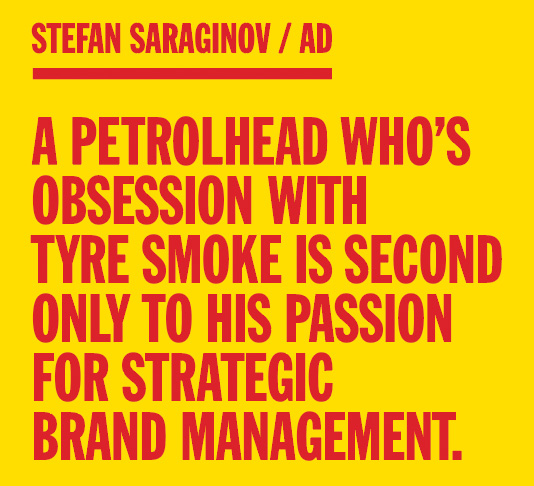 STEFAN SARAGINOV / AD
A PETROLHEAD WHO'S
OBSESSION WITH
TYRE SMOKE IS SECOND
ONLY TO HIS PASSION
FOR STRATEGIC
BRAND MANAGEMENT.